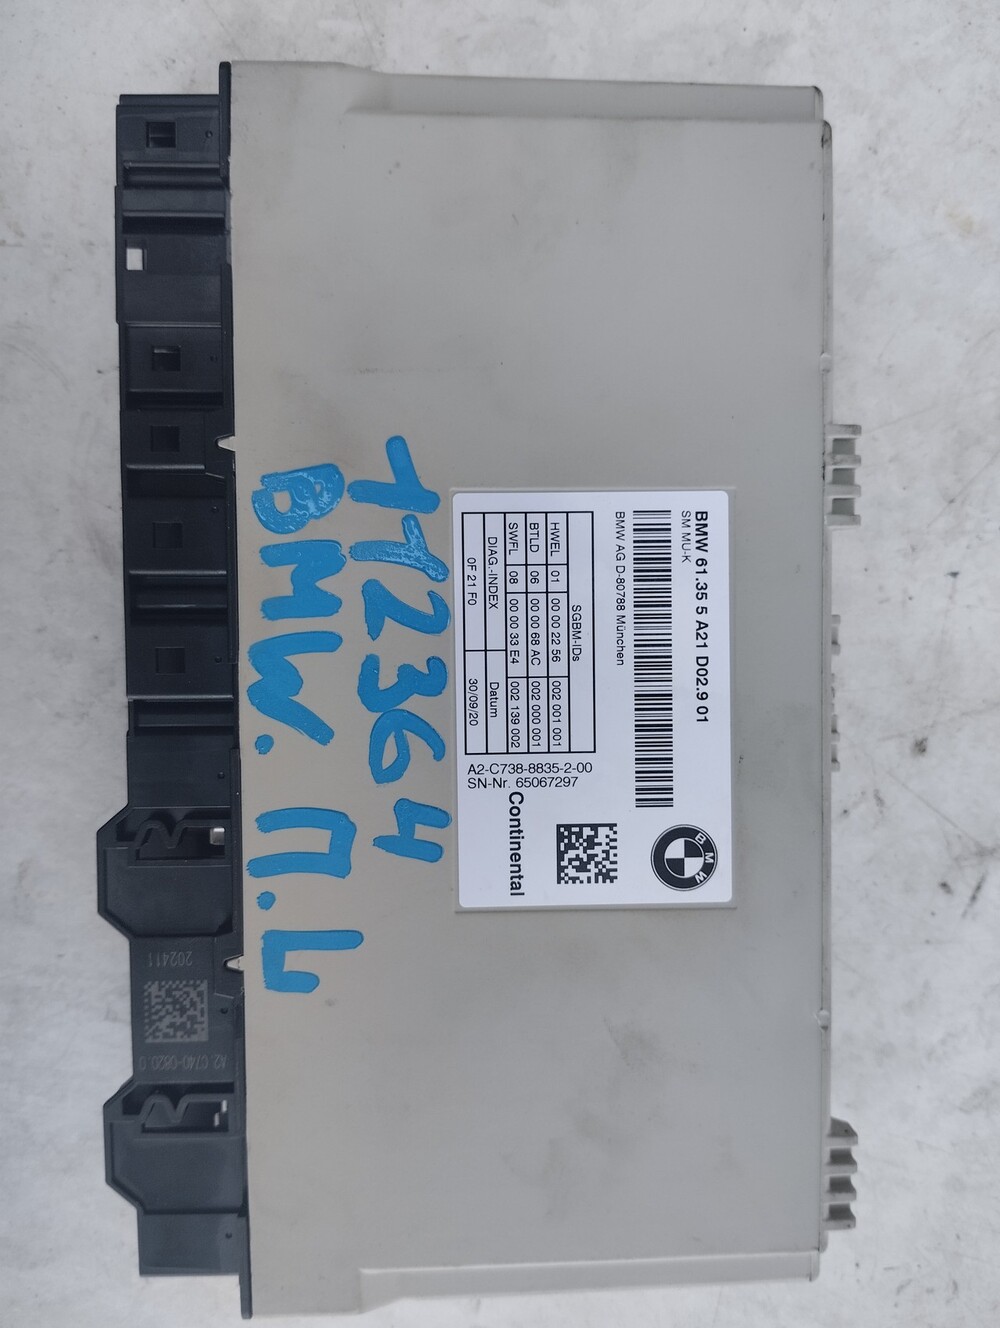 BMW 61.35 5 A21 D02.9 01
SM MU-K
BMW AG D-80788 München
SGBM-IDs
HWEL 01 00 00 22 56 002 001 001
BTLD 06 00 00 68 AC 002 000 001
SWFL 08 00 00 33 E4 002 139 002
DIAG.-INDEX Datum
0F 21 F0 30/09/20
A2-C738-8835-2-00
SN-Nr. 65067297
Continental
BMW
112364
BMW. П.L
202411
A2 C740-0820.0